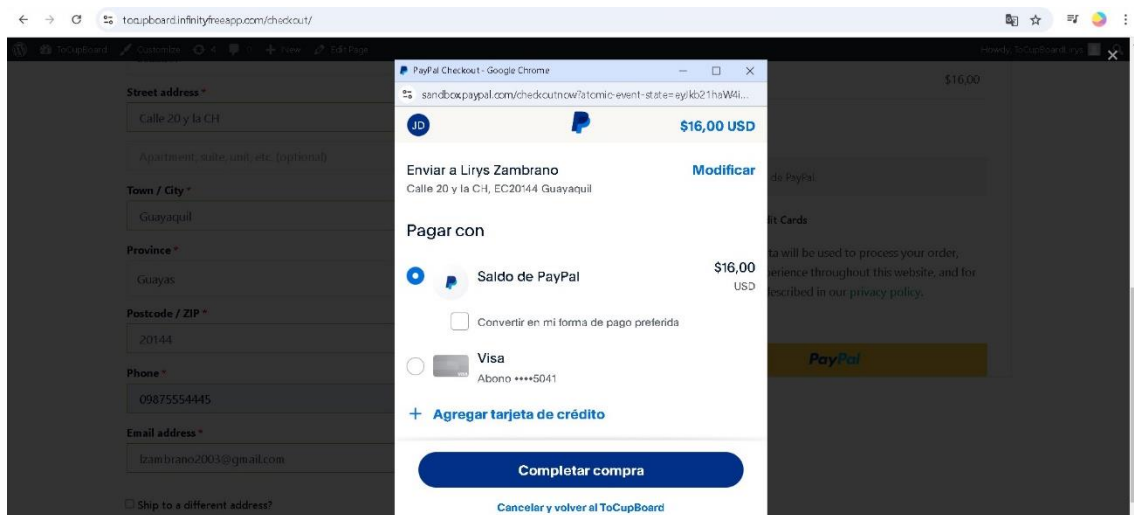 tocupboard.infinityfreeapp.com/checkout/
ToCupBoard Customize New Edit Page
Howdy, ToCupBoardLirys
PayPal Checkout - Google Chrome
sandbox.paypal.com/checkoutnow?atomic-event-state=eyJkb21haW4i...
JD
$16,00 USD
$16,00
Street address *
Calle 20 y la CH
Apartment, suite, unit, etc. (optional)
Town / City *
Guayaquil
Province *
Guayas
Postcode / ZIP *
20144
Phone *
09875554445
Email address *
lzambrano2003@gmail.com
Ship to a different address?
Enviar a Lirys Zambrano
Modificar
Calle 20 y la CH, EC20144 Guayaquil
Pagar con
Saldo de PayPal
$16,00
USD
Convertir en mi forma de pago preferida
Visa
Abono ••••5041
+ Agregar tarjeta de crédito
Completar compra
Cancelar y volver al ToCupBoard
de PayPal.
dit Cards
ta will be used to process your order,
erience throughout this website, and for
described in our privacy policy.
PayPal